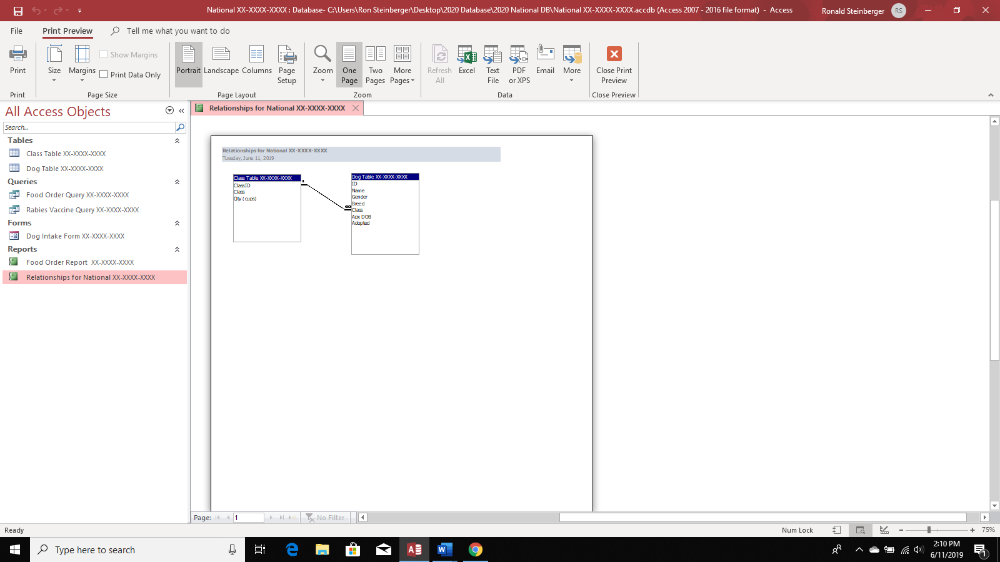 National XX-XXXX-XXXX : Database- C:\Users\Ron Steinberger\Desktop\2020 Database\2020 National DB\National XX-XXXX-XXXX.accdb (Access 2007 - 2016 file format) - Access
Ronald Steinberger RS
File Print Preview Tell me what you want to do
Print
Size
Margins
Show Margins
Print Data Only
Portrait
Landscape
Columns
Page Setup
Zoom
One Page
Two Pages
More Pages
Refresh All
Excel
Text File
PDF or XPS
Email
More
Close Print Preview
Print Page Size Page Layout Zoom Data Close Preview
All Access Objects
Search...
Tables
Class Table XX-XXXX-XXXX
Dog Table XX-XXXX-XXXX
Queries
Food Order Query XX-XXXX-XXXX
Rabies Vaccine Query XX-XXXX-XXXX
Forms
Dog Intake Form XX-XXXX-XXXX
Reports
Food Order Report XX-XXXX-XXXX
Relationships for National XX-XXXX-XXXX
Relationships for National XX-XXXX-XXXX
Relationships for National XX-XXXX-XXXX
Tuesday, June 11, 2019
Class Table XX-XXXX-XXXX
ClassID
Class
Qty (cups)
1
∞
Dog Table XX-XXXX-XXXX
ID
Name
Gender
Breed
Class
Apx DOB
Adopted
Page: 1 No Filter
Ready Num Lock 75%
Type here to search
2:10 PM
6/11/2019
1